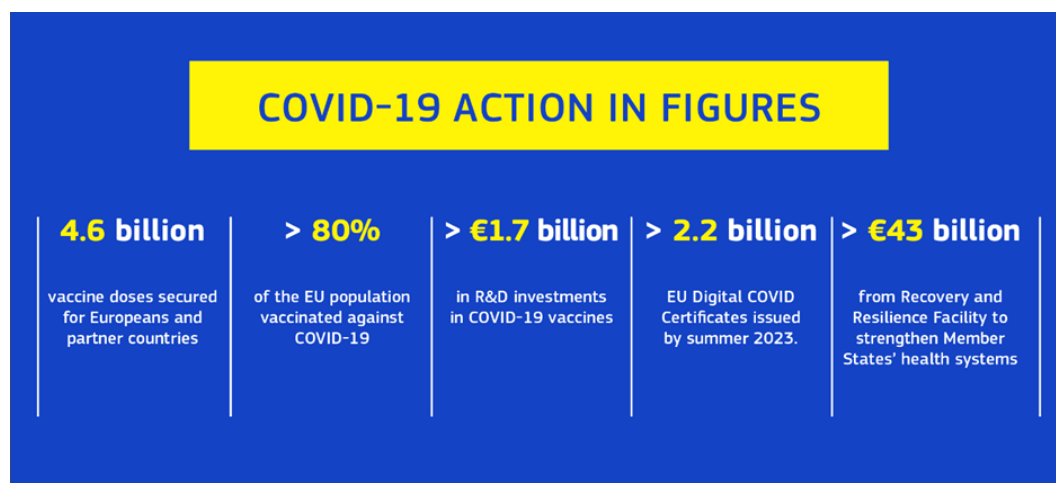 COVID-19 ACTION IN FIGURES
4.6 billion
vaccine doses secured
for Europeans and
partner countries
> 80%
of the EU population
vaccinated against
COVID-19
> €1.7 billion
in R&D investments
in COVID-19 vaccines
> 2.2 billion
EU Digital COVID
Certificates issued
by summer 2023.
> €43 billion
from Recovery and
Resilience Facility to
strengthen Member
States' health systems